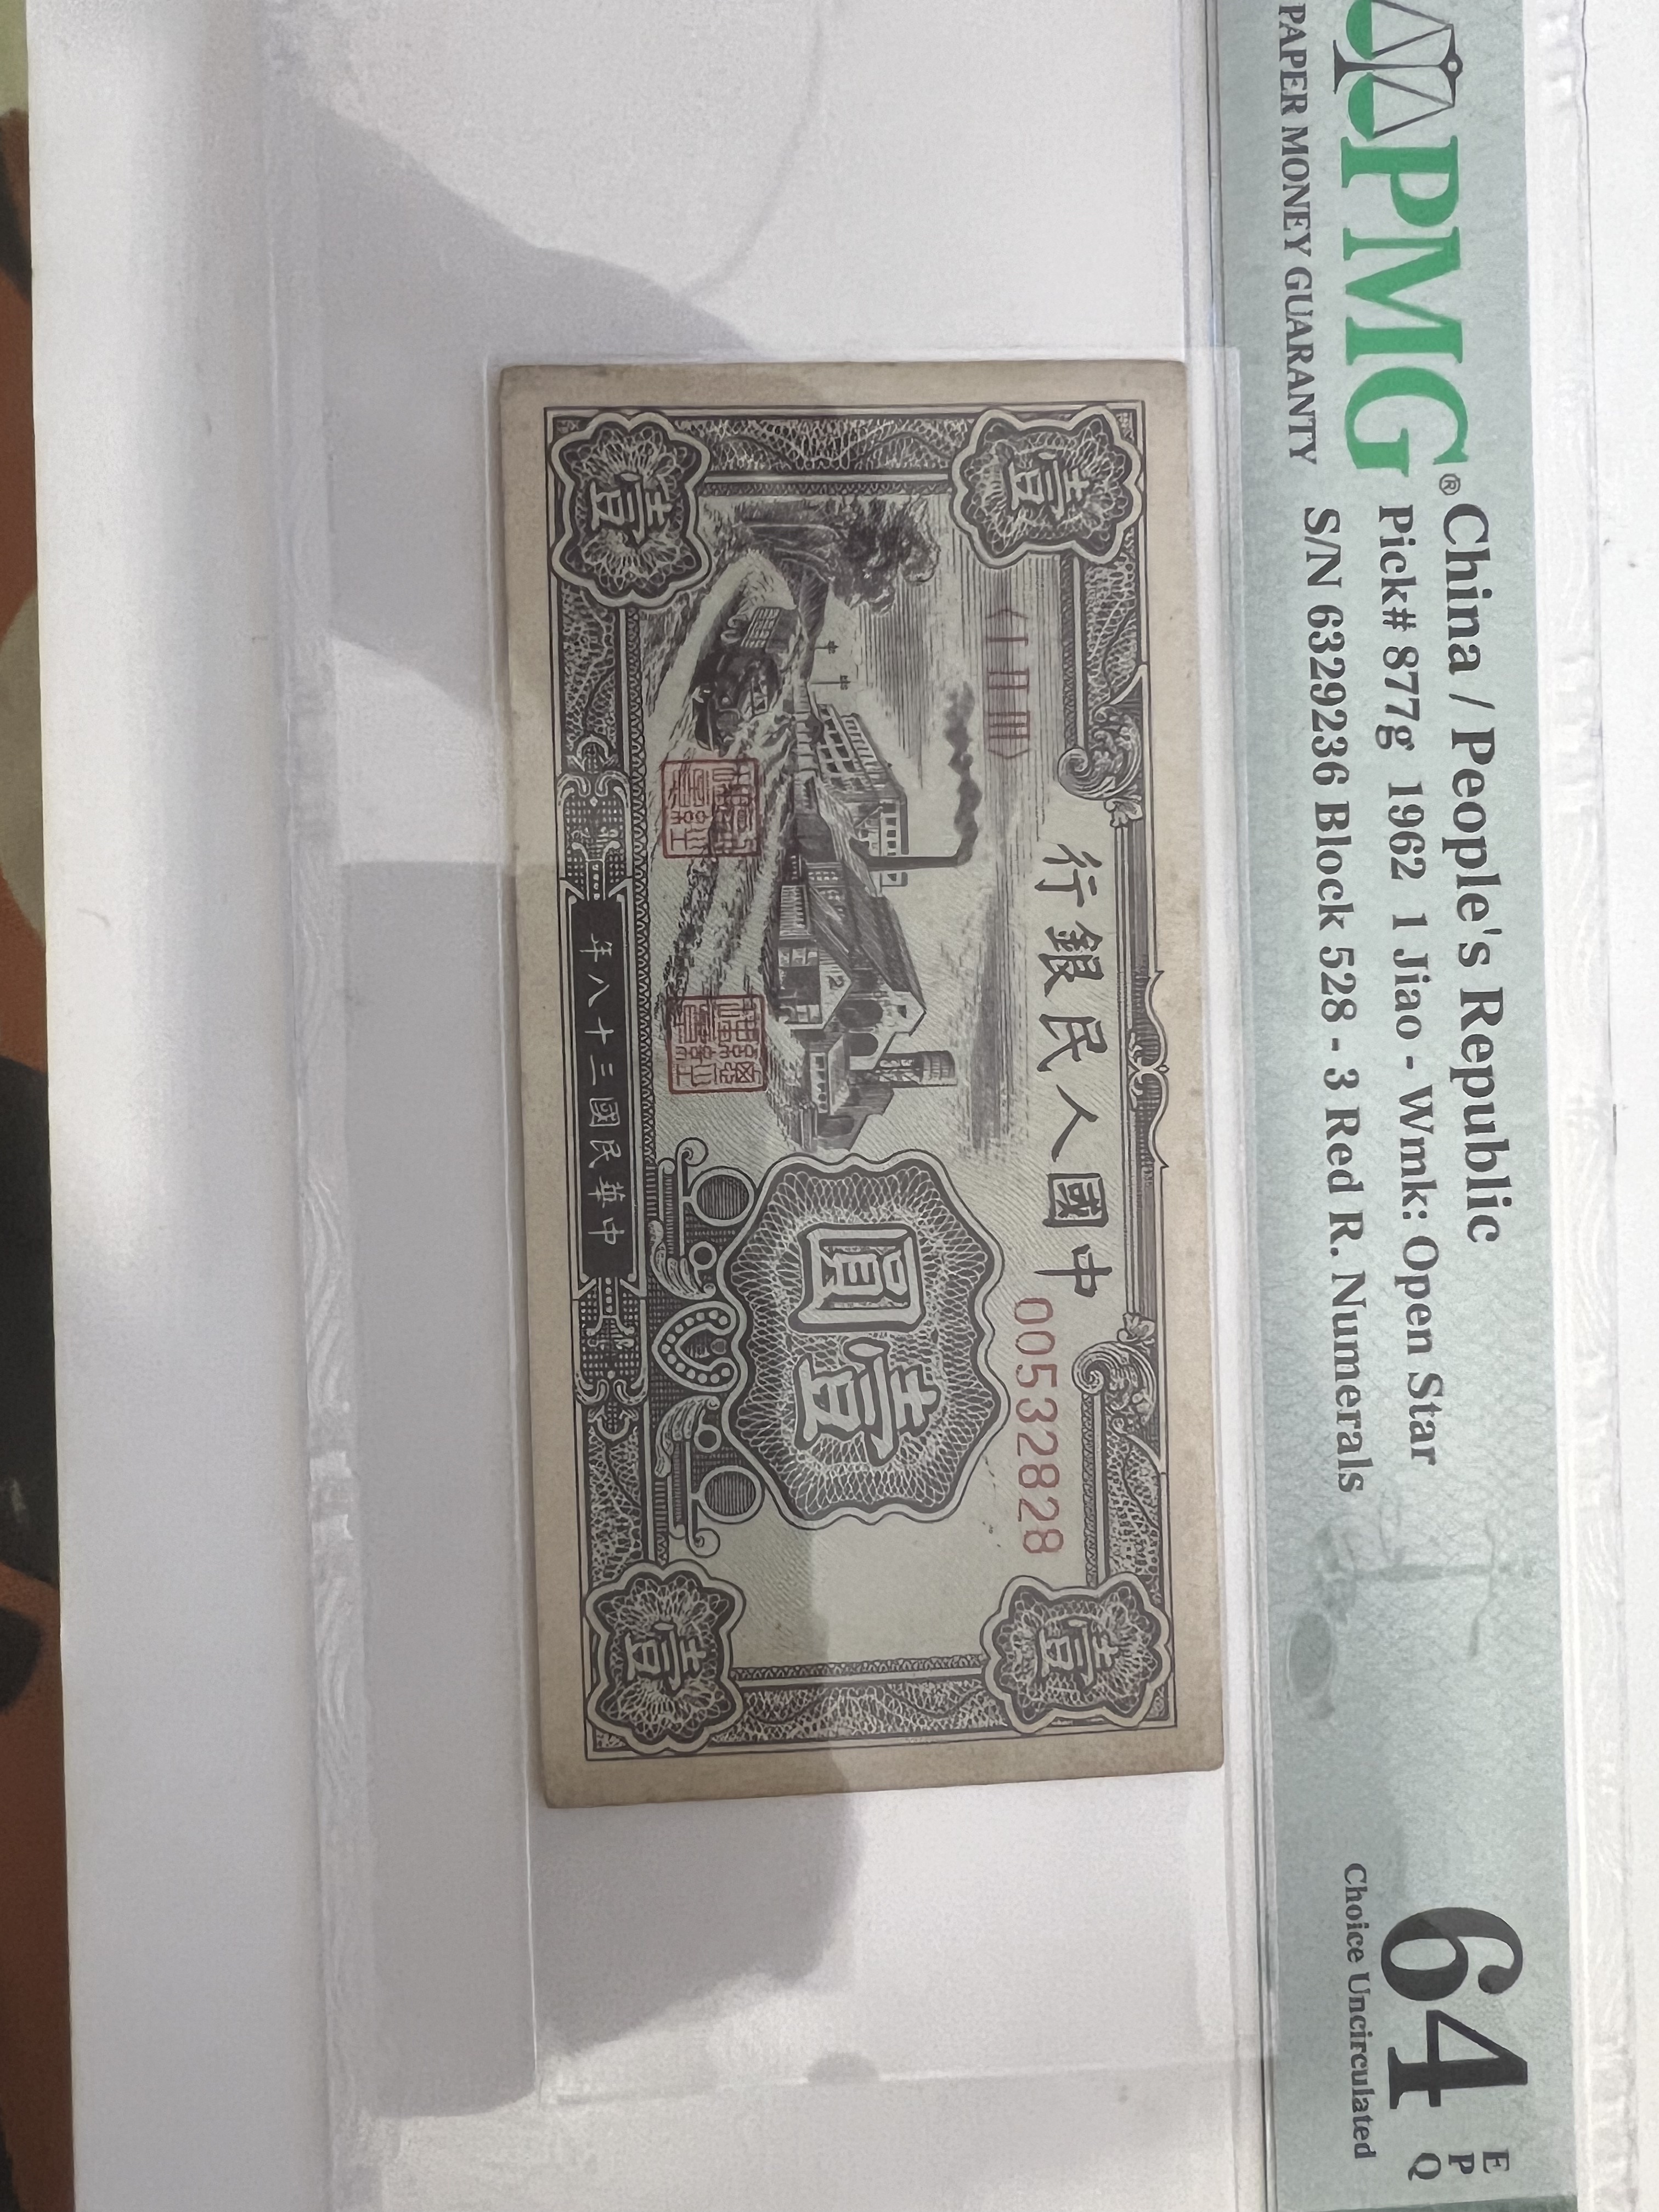 PMG®
PAPER MONEY GUARANTY
China / People's Republic
Pick# 877g 1962 1 Jiao - Wmk: Open Star
S/N 6329236 Block 528 - 3 Red R. Numerals
64 EPQ
Choice Uncirculated
行銀民人國中
〈I II III〉
00532828
壹
壹
圓壹
壹
壹
年八十三國民華中